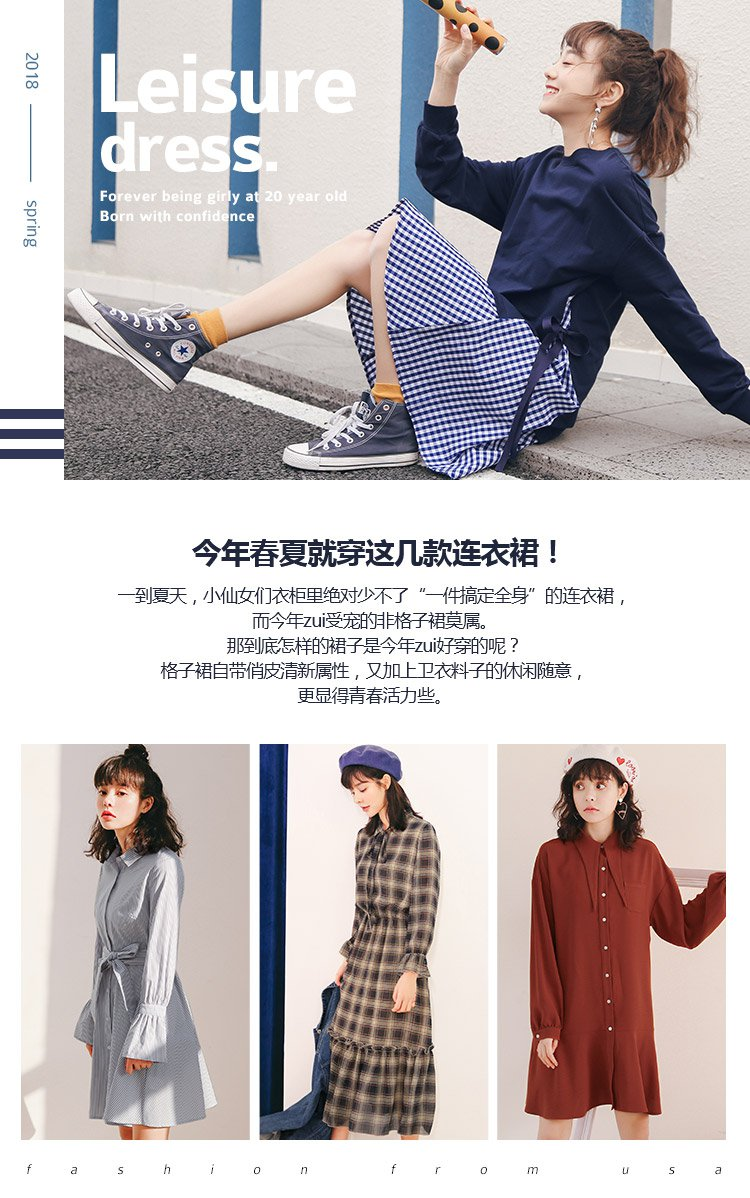 2018
spring
Leisure
dress.
Forever being girly at 20 year old
Born with confidence
今年春夏就穿这几款连衣裙！
一到夏天，小仙女们衣柜里绝对少不了“一件搞定全身”的连衣裙，
而今年zui受宠的非格子裙莫属。
那到底怎样的裙子是今年zui好穿的呢？
格子裙自带俏皮清新属性，又加上卫衣料子的休闲随意，
更显得青春活力些。
fashion from usa